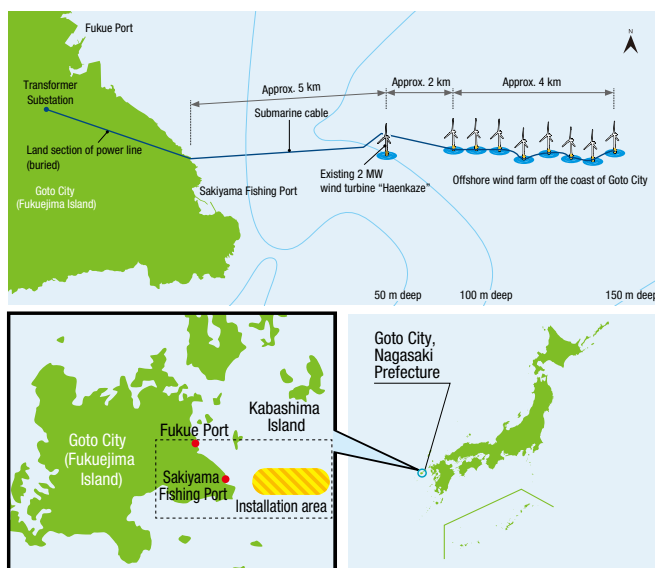 Fukue Port
N
Transformer
Substation
Approx. 5 km
Approx. 2 km
Approx. 4 km
Submarine cable
Land section of power line
(buried)
Existing 2 MW
wind turbine “Haenkaze”
Offshore wind farm off the coast of Goto City
Goto City
(Fukuejima Island)
Sakiyama Fishing Port
50 m deep
100 m deep
150 m deep
Goto City
(Fukuejima
Island)
Fukue Port
Kabashima
Island
Sakiyama
Fishing Port
Installation area
Goto City,
Nagasaki
Prefecture